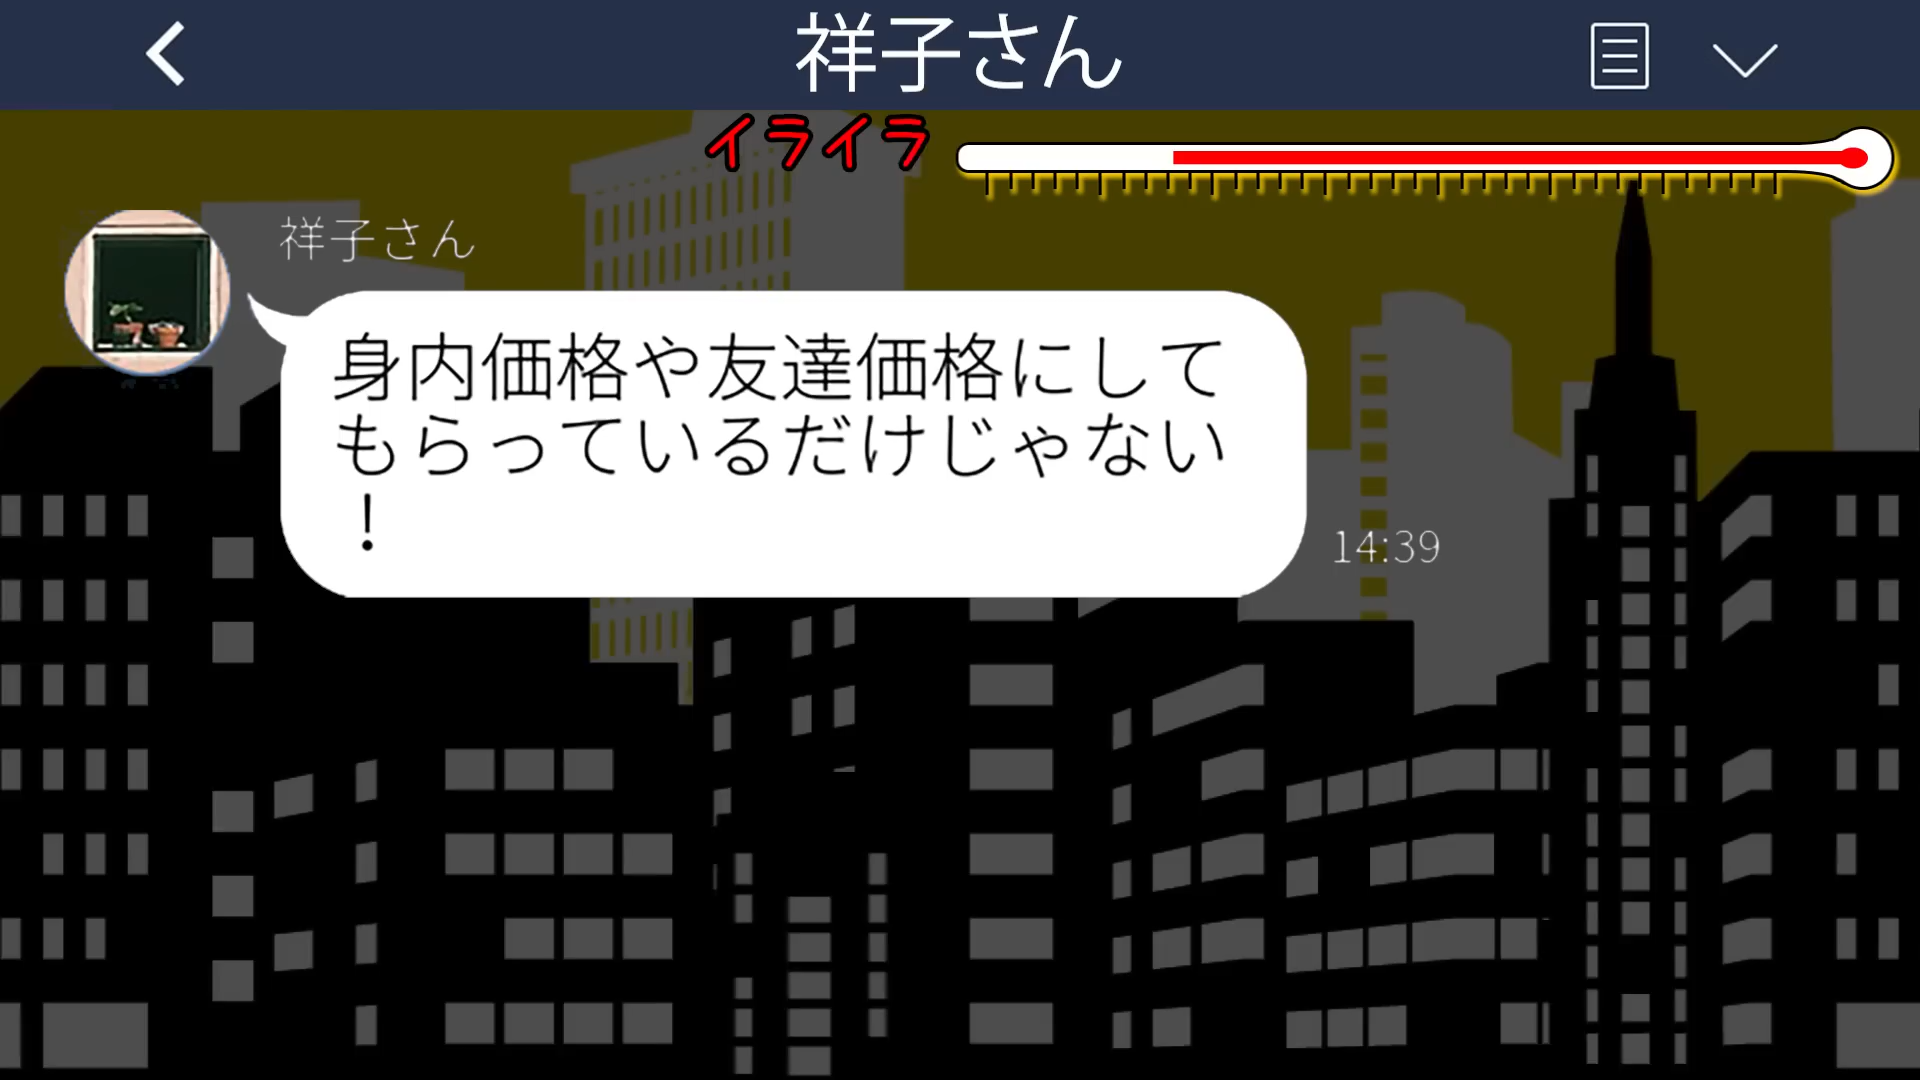 祥子さん
イライラ
祥子さん
身内価格や友達価格にして
もらっているだけじゃない
！
14:39